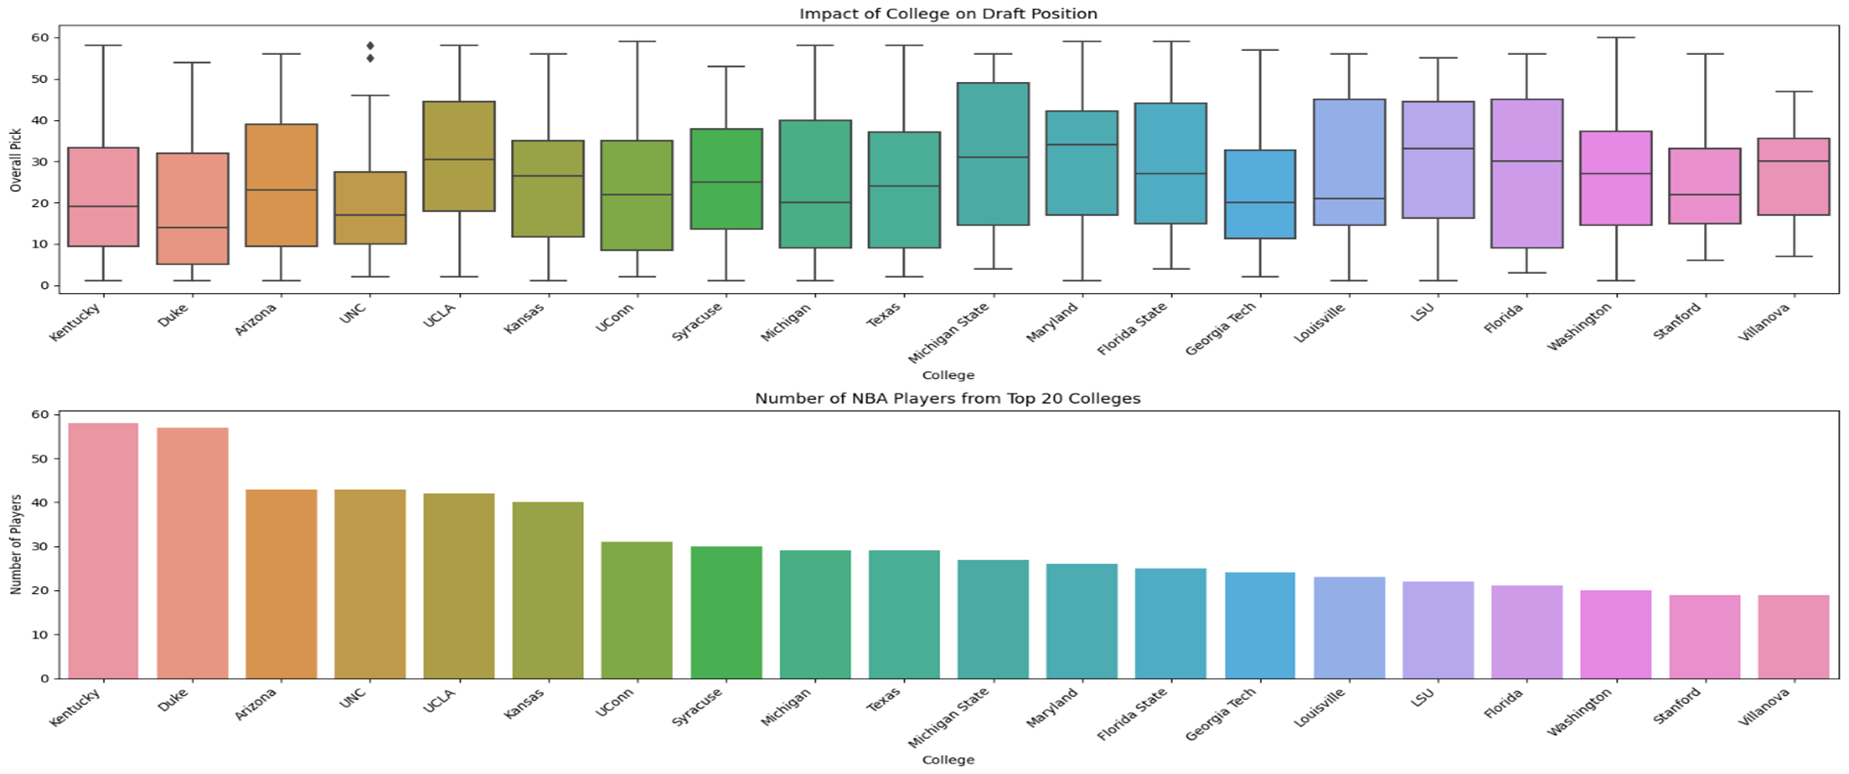 Impact of College on Draft Position
Overall Pick
60
50
40
30
20
10
0
Kentucky
Duke
Arizona
UNC
UCLA
Kansas
UConn
Syracuse
Michigan
Texas
Michigan State
Maryland
Florida State
Georgia Tech
Louisville
LSU
Florida
Washington
Stanford
Villanova
College
Number of NBA Players from Top 20 Colleges
Number of Players
60
50
40
30
20
10
0
Kentucky
Duke
Arizona
UNC
UCLA
Kansas
UConn
Syracuse
Michigan
Texas
Michigan State
Maryland
Florida State
Georgia Tech
Louisville
LSU
Florida
Washington
Stanford
Villanova
College